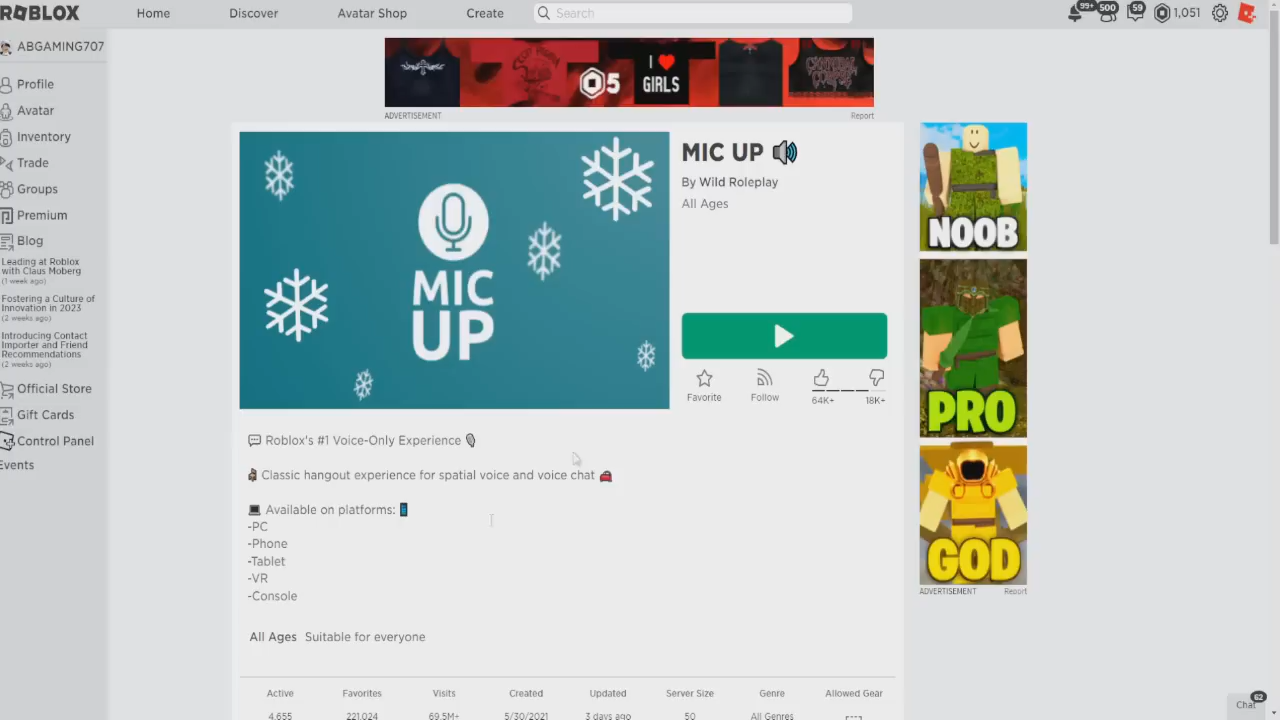 ROBLOX
Home
Discover
Avatar Shop
Create
Search
99+
500
59
1,051
ABGAMING707
Profile
Avatar
Inventory
Trade
Groups
Premium
Blog
Leading at Roblox
with Claus Moberg
(1 week ago)
Fostering a Culture of
Innovation in 2023
(2 weeks ago)
Introducing Contact
Importer and Friend
Recommendations
(2 weeks ago)
Official Store
Gift Cards
Control Panel
Events
5
I ❤ GIRLS
CANNIBAL
CORPSE
ADVERTISEMENT
Report
MIC
UP
MIC UP 🔊
By Wild Roleplay
All Ages
Favorite
Follow
64K+
18K+
💬 Roblox's #1 Voice-Only Experience
Classic hangout experience for spatial voice and voice chat
💻 Available on platforms: 📱
-PC
-Phone
-Tablet
-VR
-Console
All Ages Suitable for everyone
Active
Favorites
Visits
Created
Updated
Server Size
Genre
Allowed Gear
4,655
221,024
69.5M+
5/30/2021
3 days ago
50
All Genres
NOOB
PRO
GOD
ADVERTISEMENT
Report
Chat
62